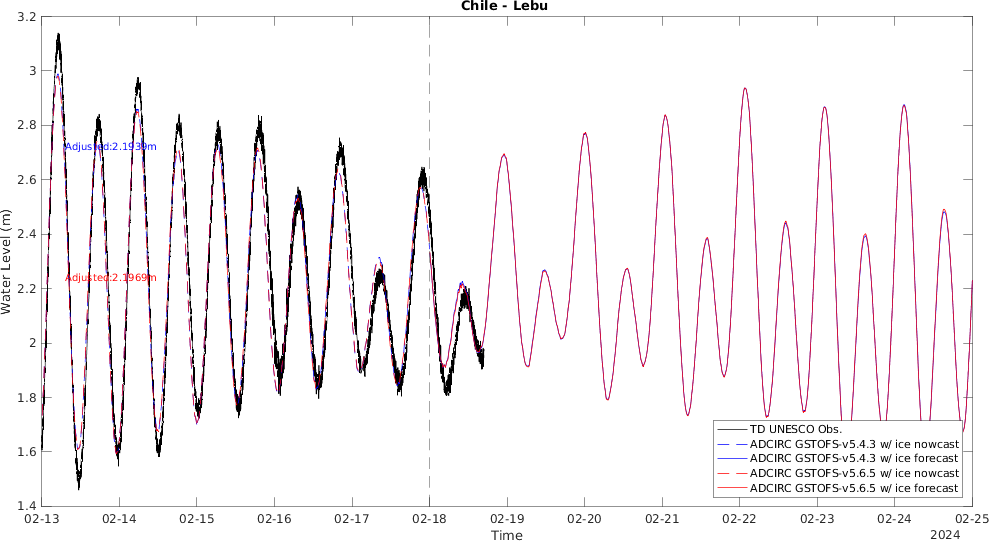 Chile - Lebu
3.2
3
2.8
2.6
2.4
2.2
2
1.8
1.6
1.4
Water Level (m)
Adjusted:2.1939m
Adjusted:2.1969m
TD UNESCO Obs.
ADCIRC GSTOFS-v5.4.3 w/ ice nowcast
ADCIRC GSTOFS-v5.4.3 w/ ice forecast
ADCIRC GSTOFS-v5.6.5 w/ ice nowcast
ADCIRC GSTOFS-v5.6.5 w/ ice forecast
02-13 02-14 02-15 02-16 02-17 02-18 02-19 02-20 02-21 02-22 02-23 02-24 02-25
Time
2024